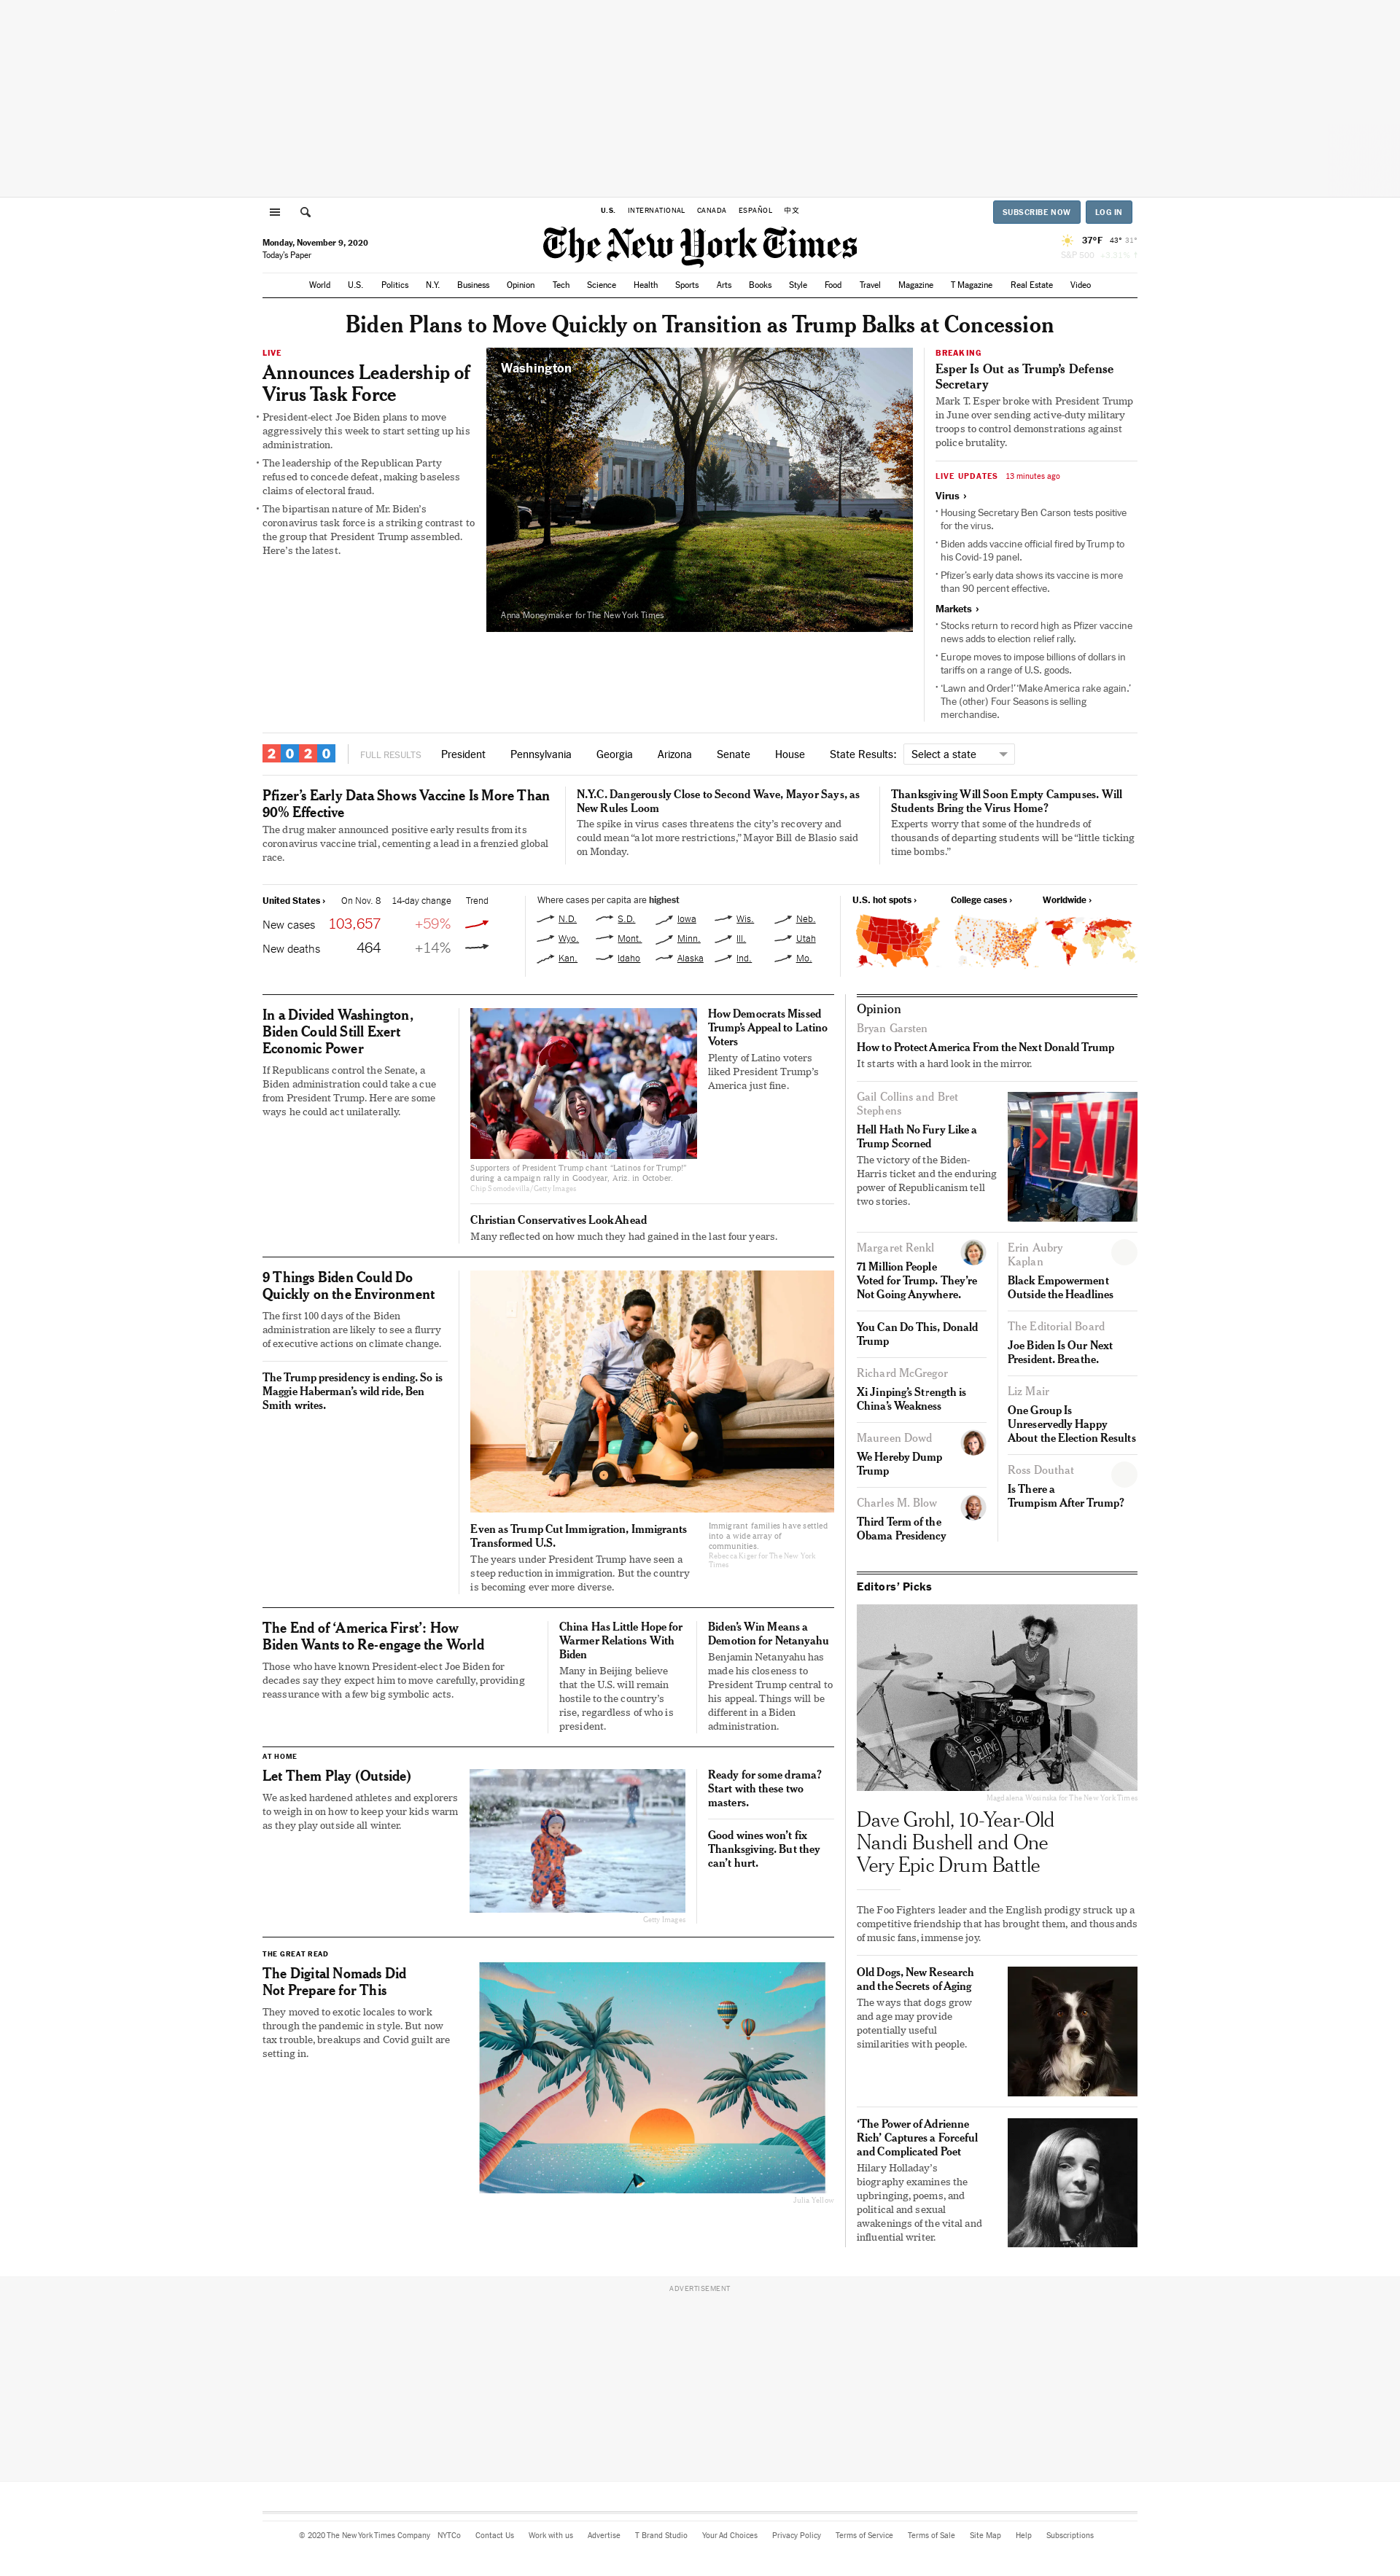 U.S. INTERNATIONAL CANADA ESPAÑOL 中文
SUBSCRIBE NOW LOG IN
Monday, November 9, 2020
Today's Paper
The New York Times
37°F 43° 31°
S&P 500 +3.31% ↑
World U.S. Politics N.Y. Business Opinion Tech Science Health Sports Arts Books Style Food Travel Magazine T Magazine Real Estate Video
Biden Plans to Move Quickly on Transition as Trump Balks at Concession
LIVE
Announces Leadership of
Virus Task Force
• President-elect Joe Biden plans to move
aggressively this week to start setting up his
administration.
• The leadership of the Republican Party
refused to concede defeat, making baseless
claims of electoral fraud.
• The bipartisan nature of Mr. Biden's
coronavirus task force is a striking contrast to
the group that President Trump assembled.
Here's the latest.
Washington
Anna Moneymaker for The New York Times
BREAKING
Esper Is Out as Trump's Defense
Secretary
Mark T. Esper broke with President Trump
in June over sending active-duty military
troops to control demonstrations against
police brutality.
LIVE UPDATES 13 minutes ago
Virus ›
• Housing Secretary Ben Carson tests positive
for the virus.
• Biden adds vaccine official fired by Trump to
his Covid-19 panel.
• Pfizer's early data shows its vaccine is more
than 90 percent effective.
Markets ›
• Stocks return to record high as Pfizer vaccine
news adds to election relief rally.
• Europe moves to impose billions of dollars in
tariffs on a range of U.S. goods.
• 'Lawn and Order!' 'Make America rake again.'
The (other) Four Seasons is selling
merchandise.
2020 FULL RESULTS President Pennsylvania Georgia Arizona Senate House State Results: Select a state
Pfizer's Early Data Shows Vaccine Is More Than
90% Effective
The drug maker announced positive early results from its
coronavirus vaccine trial, cementing a lead in a frenzied global
race.
N.Y.C. Dangerously Close to Second Wave, Mayor Says, as
New Rules Loom
The spike in virus cases threatens the city's recovery and
could mean "a lot more restrictions," Mayor Bill de Blasio said
on Monday.
Thanksgiving Will Soon Empty Campuses. Will
Students Bring the Virus Home?
Experts worry that some of the hundreds of
thousands of departing students will be "little ticking
time bombs."
United States › On Nov. 8 14-day change Trend
New cases 103,657 +59%
New deaths 464 +14%
Where cases per capita are highest
N.D. S.D. Iowa Wis. Neb.
Wyo. Mont. Minn. Ill. Utah
Kan. Idaho Alaska Ind. Mo.
U.S. hot spots › College cases › Worldwide ›
In a Divided Washington,
Biden Could Still Exert
Economic Power
If Republicans control the Senate, a
Biden administration could take a cue
from President Trump. Here are some
ways he could act unilaterally.
Supporters of President Trump chant "Latinos for Trump!"
during a campaign rally in Goodyear, Ariz. in October.
Chip Somodevilla/Getty Images
How Democrats Missed
Trump's Appeal to Latino
Voters
Plenty of Latino voters
liked President Trump's
America just fine.
Christian Conservatives Look Ahead
Many reflected on how much they had gained in the last four years.
9 Things Biden Could Do
Quickly on the Environment
The first 100 days of the Biden
administration are likely to see a flurry
of executive actions on climate change.
The Trump presidency is ending. So is
Maggie Haberman's wild ride, Ben
Smith writes.
Even as Trump Cut Immigration, Immigrants
Transformed U.S.
The years under President Trump have seen a
steep reduction in immigration. But the country
is becoming ever more diverse.
Immigrant families have settled
into a wide array of
communities.
Rebecca Kiger for The New York
Times
The End of 'America First': How
Biden Wants to Re-engage the World
Those who have known President-elect Joe Biden for
decades say they expect him to move carefully, providing
reassurance with a few big symbolic acts.
China Has Little Hope for
Warmer Relations With
Biden
Many in Beijing believe
that the U.S. will remain
hostile to the country's
rise, regardless of who is
president.
Biden's Win Means a
Demotion for Netanyahu
Benjamin Netanyahu has
made his closeness to
President Trump central to
his appeal. Things will be
different in a Biden
administration.
AT HOME
Let Them Play (Outside)
We asked hardened athletes and explorers
to weigh in on how to keep your kids warm
as they play outside all winter.
Getty Images
Ready for some drama?
Start with these two
masters.
Good wines won't fix
Thanksgiving. But they
can't hurt.
THE GREAT READ
The Digital Nomads Did
Not Prepare for This
They moved to exotic locales to work
through the pandemic in style. But now
tax trouble, breakups and Covid guilt are
setting in.
Julia Yellow
Opinion
Bryan Garsten
How to Protect America From the Next Donald Trump
It starts with a hard look in the mirror.
Gail Collins and Bret
Stephens
Hell Hath No Fury Like a
Trump Scorned
The victory of the Biden-
Harris ticket and the enduring
power of Republicanism tell
two stories.
EXIT
Margaret Renkl
71 Million People
Voted for Trump. They're
Not Going Anywhere.
You Can Do This, Donald
Trump
Richard McGregor
Xi Jinping's Strength is
China's Weakness
Maureen Dowd
We Hereby Dump
Trump
Charles M. Blow
Third Term of the
Obama Presidency
Erin Aubry
Kaplan
Black Empowerment
Outside the Headlines
The Editorial Board
Joe Biden Is Our Next
President. Breathe.
Liz Mair
One Group Is
Unreservedly Happy
About the Election Results
Ross Douthat
Is There a
Trumpism After Trump?
Editors' Picks
LOVE
BELIEVE
Magdalena Wosinska for The New York Times
Dave Grohl, 10-Year-Old
Nandi Bushell and One
Very Epic Drum Battle
The Foo Fighters leader and the English prodigy struck up a
competitive friendship that has brought them, and thousands
of music fans, immense joy.
Old Dogs, New Research
and the Secrets of Aging
The ways that dogs grow
and age may provide
potentially useful
similarities with people.
'The Power of Adrienne
Rich' Captures a Forceful
and Complicated Poet
Hilary Holladay's
biography examines the
upbringing, poems, and
political and sexual
awakenings of the vital and
influential writer.
ADVERTISEMENT
© 2020 The New York Times Company NYTCo Contact Us Work with us Advertise T Brand Studio Your Ad Choices Privacy Policy Terms of Service Terms of Sale Site Map Help Subscriptions